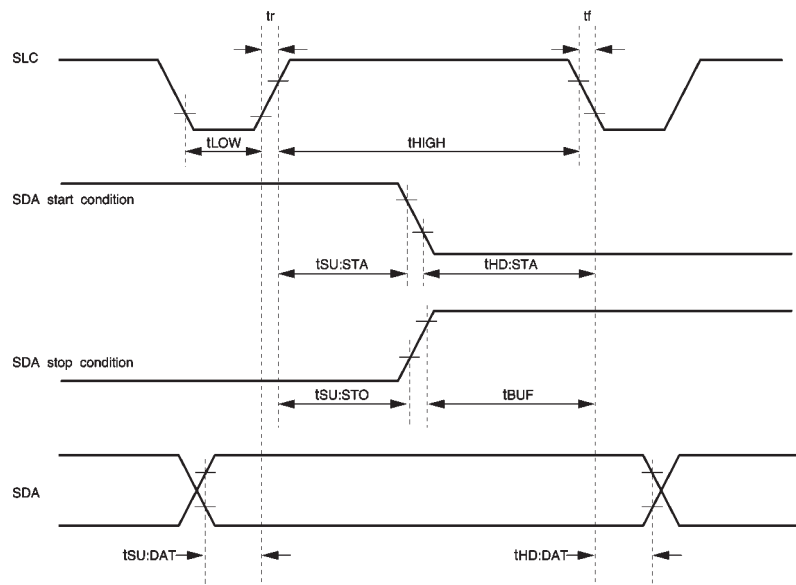 tr
tf
SLC
tLOW
tHIGH
SDA start condition
tSU:STA
tHD:STA
SDA stop condition
tSU:STO
tBUF
SDA
tSU:DAT
tHD:DAT